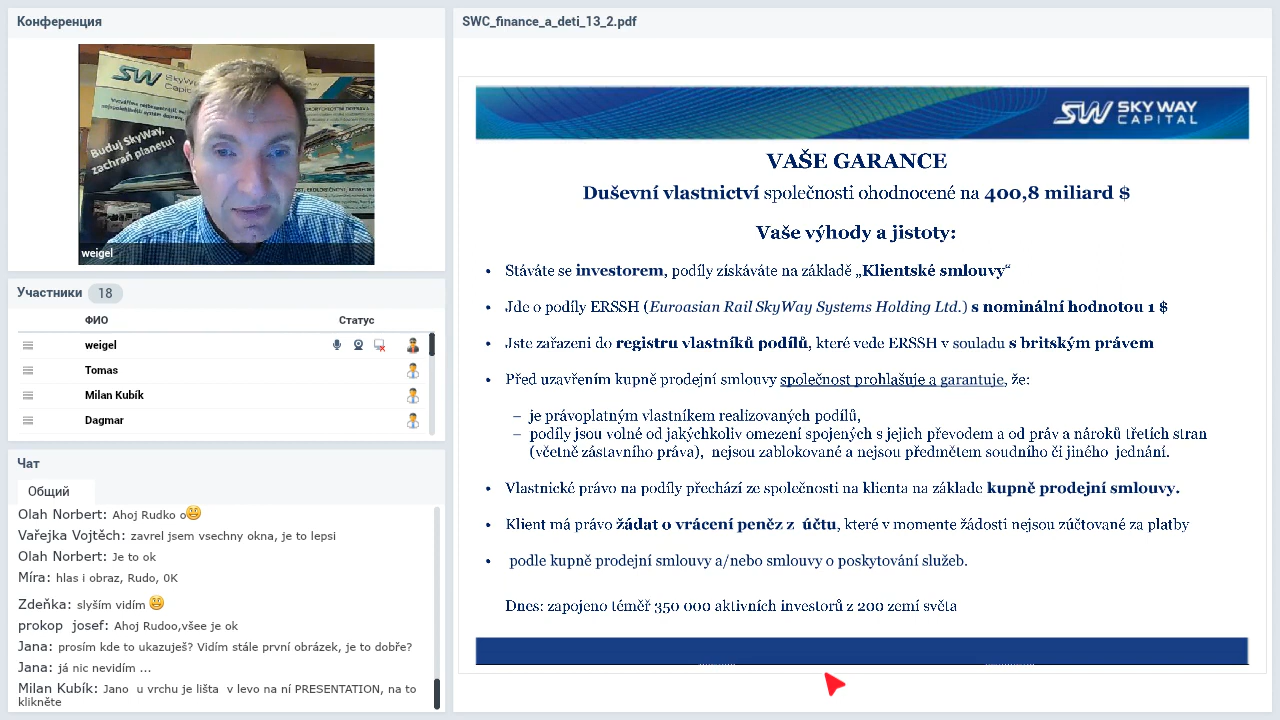 Конференция
SW SkyWay
Capital
Buduj SkyWay,
zachraň planetu!
weigel
Участники 18
ФИО Статус
weigel
Tomas
Milan Kubík
Dagmar
Чат
Общий
Olah Norbert: Ahoj Rudko o
Vařejka Vojtěch: zavrel jsem vsechny okna, je to lepsi
Olah Norbert: Je to ok
Míra: hlas i obraz, Rudo, 0K
Zdeňka: slyším vidím
prokop josef: Ahoj Rudoo,všee je ok
Jana: prosím kde to ukazuješ? Vidím stále první obrázek, je to dobře?
Jana: já nic nevidím ...
Milan Kubík: Jano u vrchu je lišta v levo na ní PRESENTATION, na to
klikněte
SWC_finance_a_deti_13_2.pdf
SW SKY WAY
CAPITAL
VAŠE GARANCE
Duševní vlastnictví společnosti ohodnocené na 400,8 miliard $
Vaše výhody a jistoty:
• Stáváte se investorem, podíly získáváte na základě „Klientské smlouvy“
• Jde o podíly ERSSH (Euroasian Rail SkyWay Systems Holding Ltd.) s nominální hodnotou 1 $
• Jste zařazeni do registru vlastníků podílů, které vede ERSSH v souladu s britským právem
• Před uzavřením kupně prodejní smlouvy společnost prohlašuje a garantuje, že:
– je právoplatným vlastníkem realizovaných podílů,
– podíly jsou volné od jakýchkoliv omezení spojených s jejich převodem a od práv a nároků třetích stran
(včetně zástavního práva), nejsou zablokované a nejsou předmětem soudního či jiného jednání.
• Vlastnické právo na podíly přechází ze společnosti na klienta na základe kupně prodejní smlouvy.
• Klient má právo žádat o vrácení peněz z účtu, které v momente žádosti nejsou zúčtované za platby
• podle kupně prodejní smlouvy a/nebo smlouvy o poskytování služeb.
Dnes: zapojeno téměř 350 000 aktivních investorů z 200 zemí světa